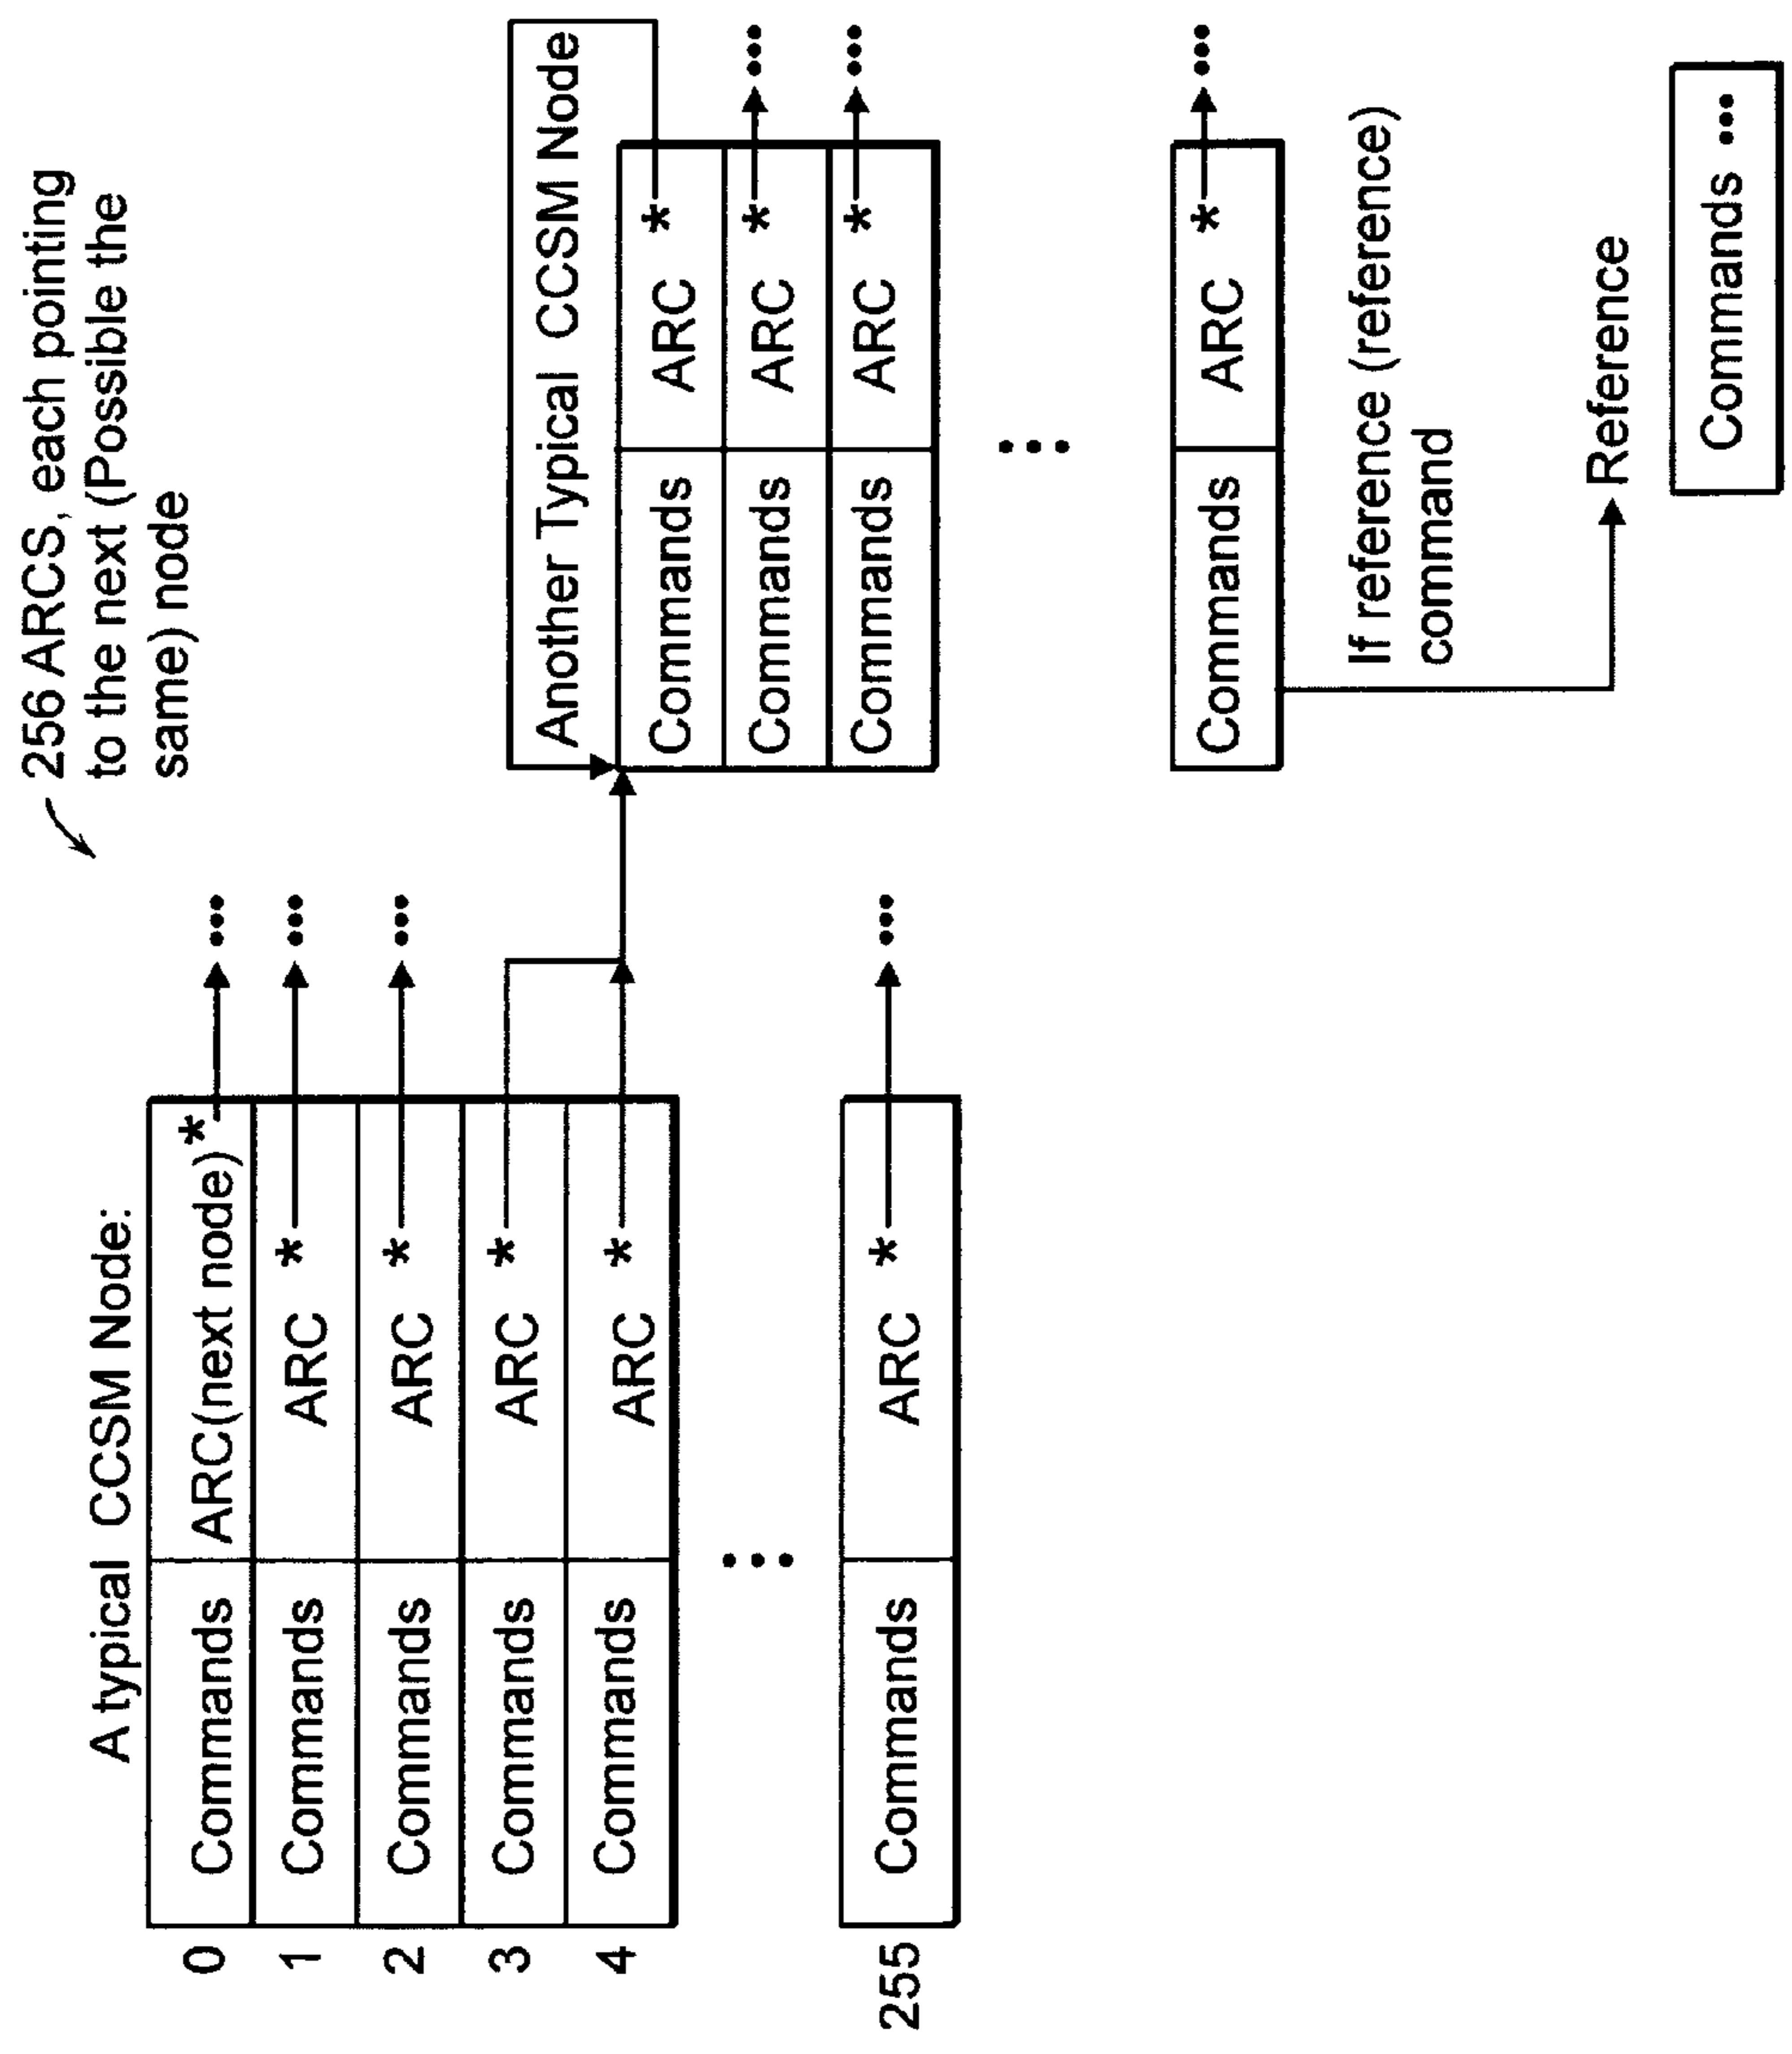 256 ARCS, each pointing
to the next (Possible the
same) node
A typical CCSM Node:
0 Commands ARC(next node)* •••
1 Commands ARC * •••
2 Commands ARC * •••
3 Commands ARC *
4 Commands ARC *
•••
255 Commands ARC * •••
Another Typical CCSM Node
Commands ARC *
Commands ARC * •••
Commands ARC * •••
•••
Commands ARC * •••
If reference (reference)
command
Reference
Commands •••